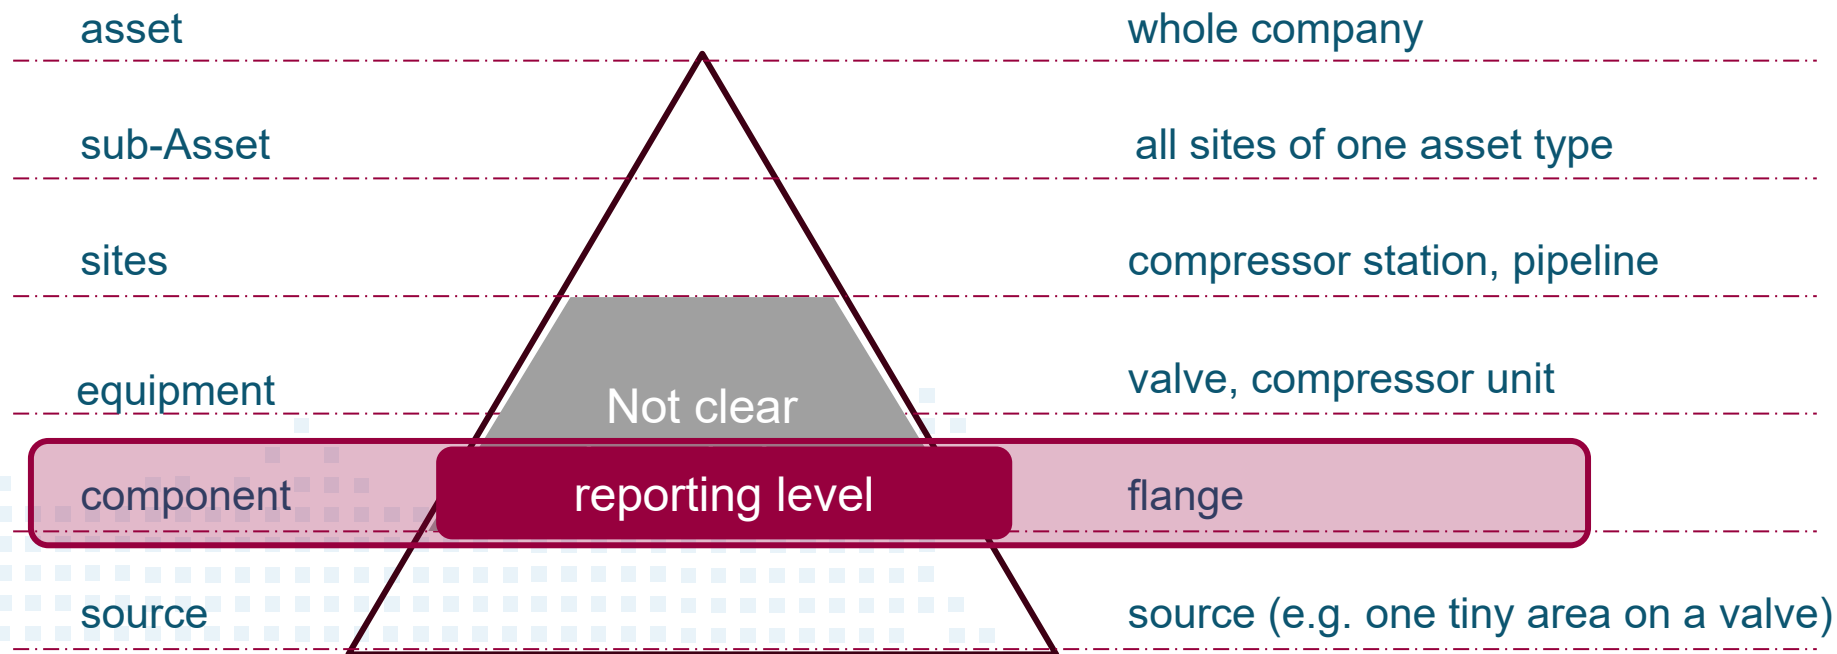 asset
whole company
sub-Asset
all sites of one asset type
sites
compressor station, pipeline
equipment
valve, compressor unit
Not clear
component
reporting level
flange
source
source (e.g. one tiny area on a valve)